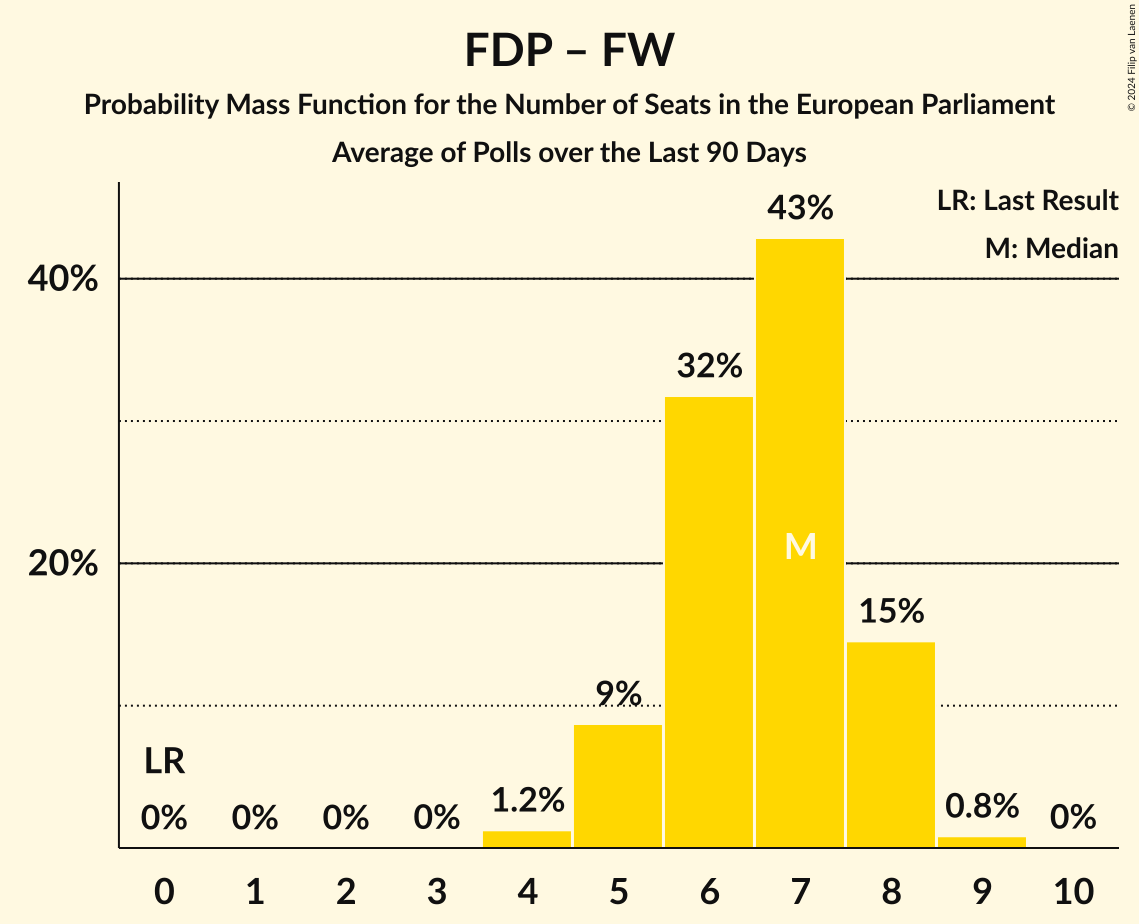 FDP – FW
Probability Mass Function for the Number of Seats in the European Parliament
Average of Polls over the Last 90 Days
© 2024 Filip van Laenen
LR: Last Result
M: Median
43%
40%
32%
M
20%
15%
9%
LR
1.2%
0.8%
0% 0% 0% 0% 0%
0 1 2 3 4 5 6 7 8 9 10